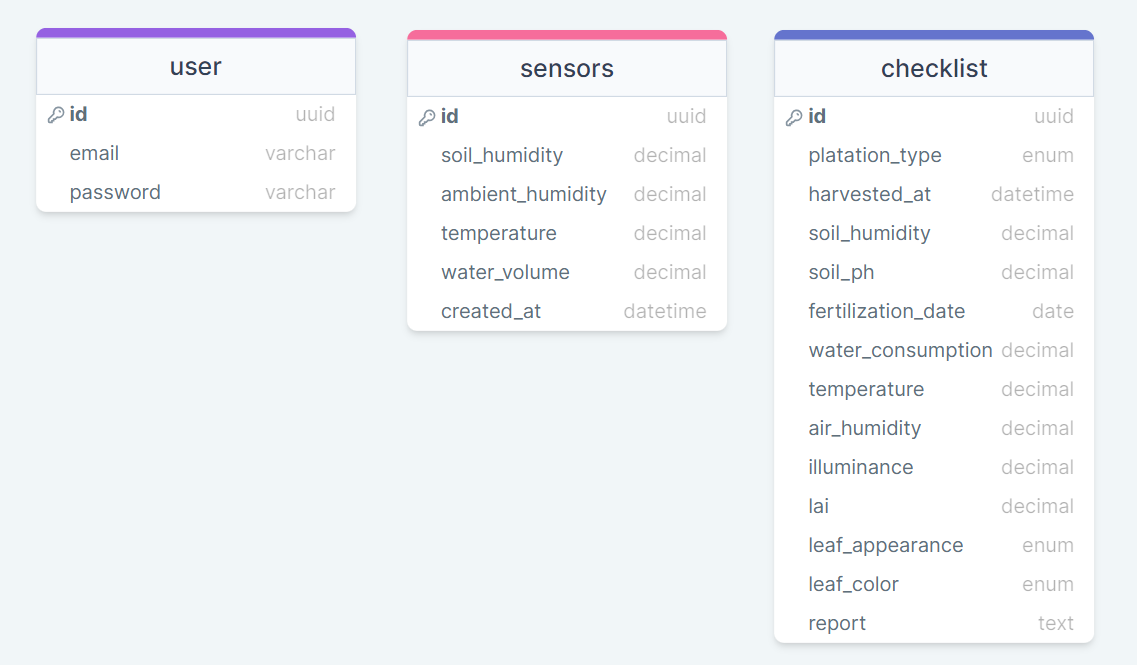 user
id uuid
email varchar
password varchar
sensors
id uuid
soil_humidity decimal
ambient_humidity decimal
temperature decimal
water_volume decimal
created_at datetime
checklist
id uuid
platation_type enum
harvested_at datetime
soil_humidity decimal
soil_ph decimal
fertilization_date date
water_consumption decimal
temperature decimal
air_humidity decimal
illuminance decimal
lai decimal
leaf_appearance enum
leaf_color enum
report text